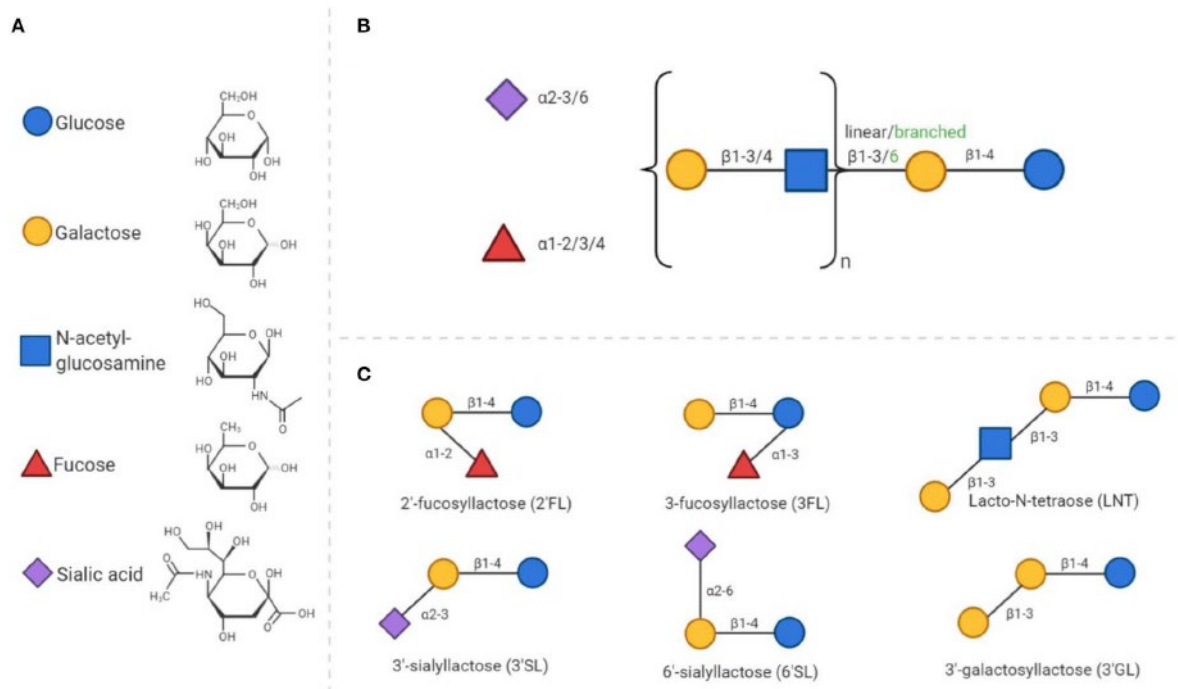 A
Glucose
CH₂OH
O
OH
HO
OH
OH
Galactose
CH₂OH
HO
O
OH
OH
OH
N-acetyl-
glucosamine
HO
O
OH
OH
HO
HN
O
Fucose
CH₃
HO
O
OH
OH
OH
Sialic acid
OH
HO
OH
O
HN
O
OH
H₃C
OH
O
OH
B
α2-3/6
α1-2/3/4
β1-3/4
linear/branched
β1-3/6
β1-4
n
C
β1-4
α1-2
2'-fucosyllactose (2'FL)
β1-4
α1-3
3-fucosyllactose (3FL)
β1-4
β1-3
β1-3
Lacto-N-tetraose (LNT)
β1-4
α2-3
3'-sialyllactose (3'SL)
α2-6
β1-4
6'-sialyllactose (6'SL)
β1-4
β1-3
3'-galactosyllactose (3'GL)